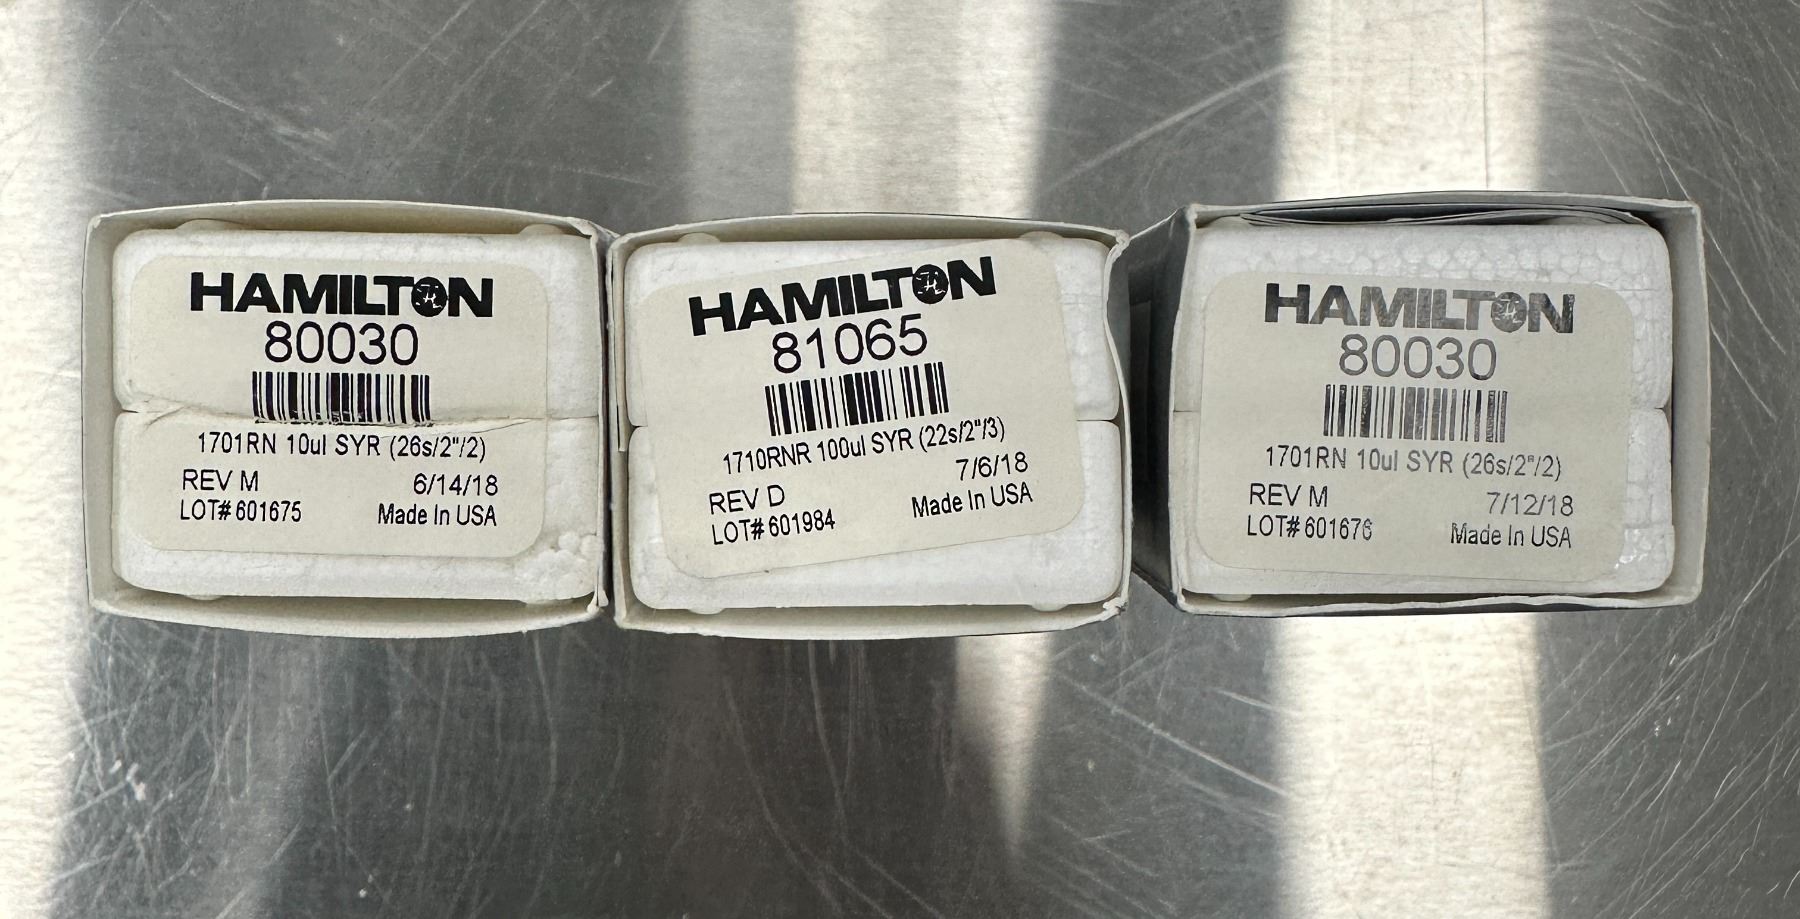 HAMILTON
80030
1701RN 10ul SYR (26s/2"/2)
REV M 6/14/18
LOT# 601675 Made In USA
HAMILTON
81065
1710RNR 100ul SYR (22s/2"/3)
REV D 7/6/18
LOT# 601984 Made In USA
HAMILTON
80030
1701RN 10ul SYR (26s/2"/2)
REV M 7/12/18
LOT# 601676 Made In USA